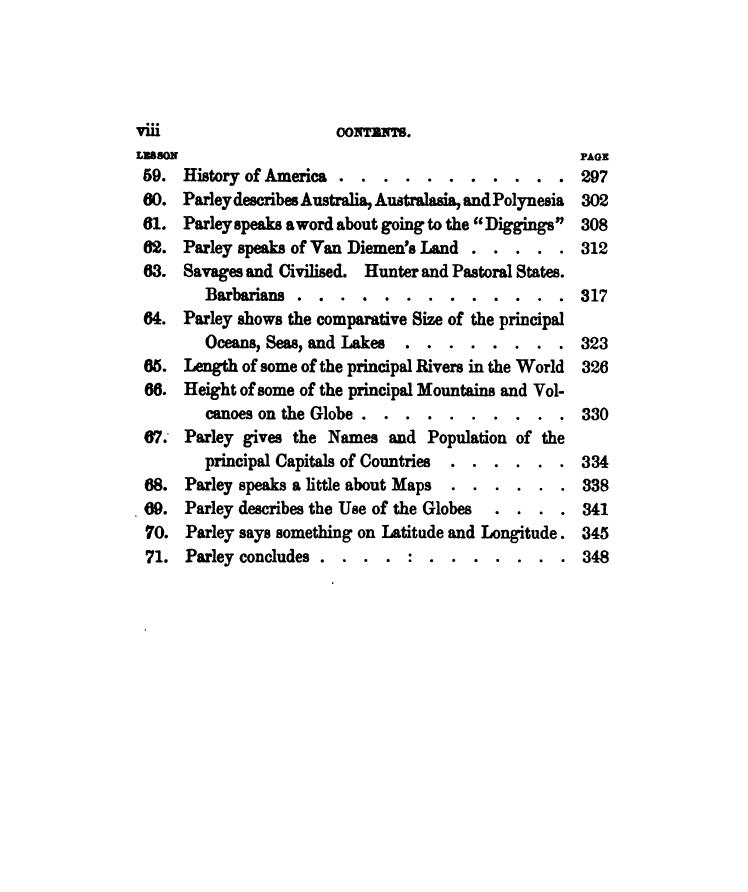 viii CONTENTS.
LESSON PAGE
59. History of America . . . . . . . . . . . 297
60. Parley describes Australia, Australasia, and Polynesia 302
61. Parley speaks a word about going to the “Diggings” 308
62. Parley speaks of Van Diemen's Land . . . . . 312
63. Savages and Civilised. Hunter and Pastoral States.
Barbarians . . . . . . . . . . . . . 317
64. Parley shows the comparative Size of the principal
Oceans, Seas, and Lakes . . . . . . . . 323
65. Length of some of the principal Rivers in the World 326
66. Height of some of the principal Mountains and Vol-
canoes on the Globe . . . . . . . . . . 330
67. Parley gives the Names and Population of the
principal Capitals of Countries . . . . . . 334
68. Parley speaks a little about Maps . . . . . . 338
69. Parley describes the Use of the Globes . . . . 341
70. Parley says something on Latitude and Longitude . 345
71. Parley concludes . . . . : . . . . . . . 348